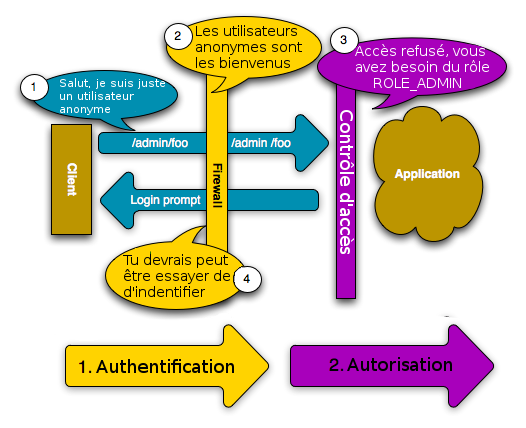 1
Salut, je suis juste
un utilisateur
anonyme
2
Les utilisateurs
anonymes sont
les bienvenus
3
Accès refusé, vous
avez besoin du rôle
ROLE_ADMIN
Client
/admin/foo
Firewall
/admin /foo
Contrôle d'accès
Application
Login prompt
Tu devrais peut
être essayer de
d'indentifier
4
1. Authentification
2. Autorisation